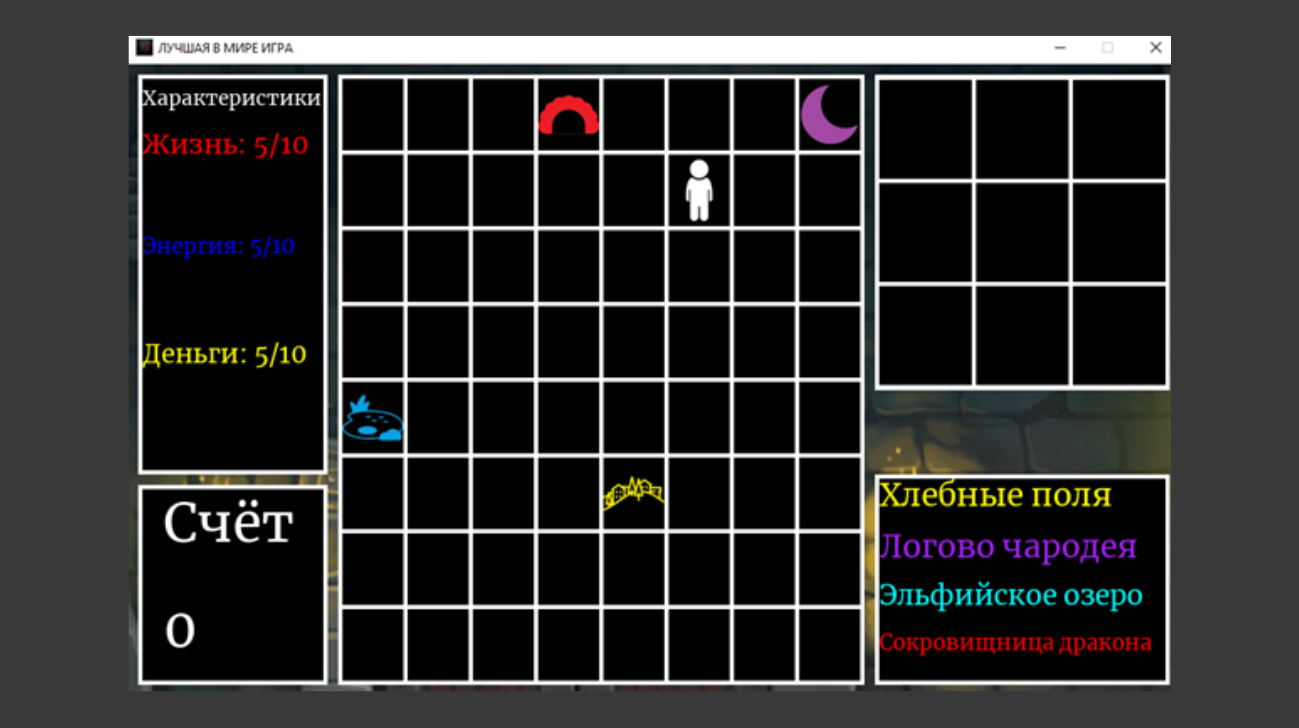 ЛУЧШАЯ В МИРЕ ИГРА
Характеристики
Жизнь: 5/10
Энергия: 5/10
Деньги: 5/10
Счёт
0
Хлебные поля
Логово чародея
Эльфийское озеро
Сокровищница дракона